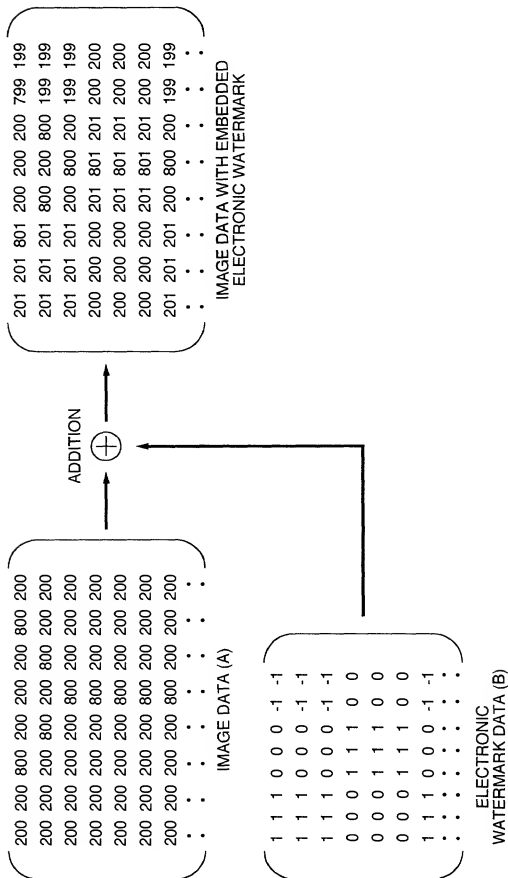 200 200 800 200 200 200 800 200
200 200 200 800 200 800 200 200
200 200 200 800 200 800 200 200
200 200 200 200 800 200 200 200
200 200 200 200 800 200 200 200
200 200 200 200 800 200 200 200
200 200 200 200 800 200 200 200
. . . . . . . .
IMAGE DATA (A)
ADDITION
+
201 201 801 200 200 200 799 199
201 201 201 800 200 800 199 199
201 201 201 800 200 800 199 199
200 200 200 201 801 201 200 200
200 200 200 201 801 201 200 200
200 200 200 201 801 201 200 200
201 201 201 200 800 200 199 199
. . . . . . . .
IMAGE DATA WITH EMBEDDED
ELECTRONIC WATERMARK
1 1 1 0 0 0 -1 -1
1 1 1 0 0 0 -1 -1
1 1 1 0 0 0 -1 -1
0 0 0 1 1 1 0 0
0 0 0 1 1 1 0 0
0 0 0 1 1 1 0 0
1 1 1 0 0 0 -1 -1
. . . . . . . .
ELECTRONIC
WATERMARK DATA (B)